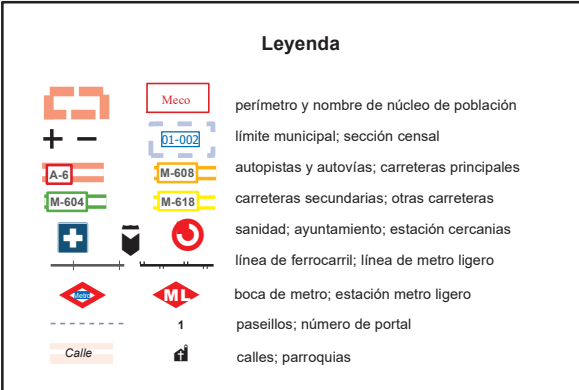 Leyenda
Meco perímetro y nombre de núcleo de población
01-002 límite municipal; sección censal
A-6 M-608 autopistas y autovías; carreteras principales
M-604 M-618 carreteras secundarias; otras carreteras
sanidad; ayuntamiento; estación cercanias
línea de ferrocarril; línea de metro ligero
Metro ML boca de metro; estación metro ligero
1 paseillos; número de portal
Calle calles; parroquias